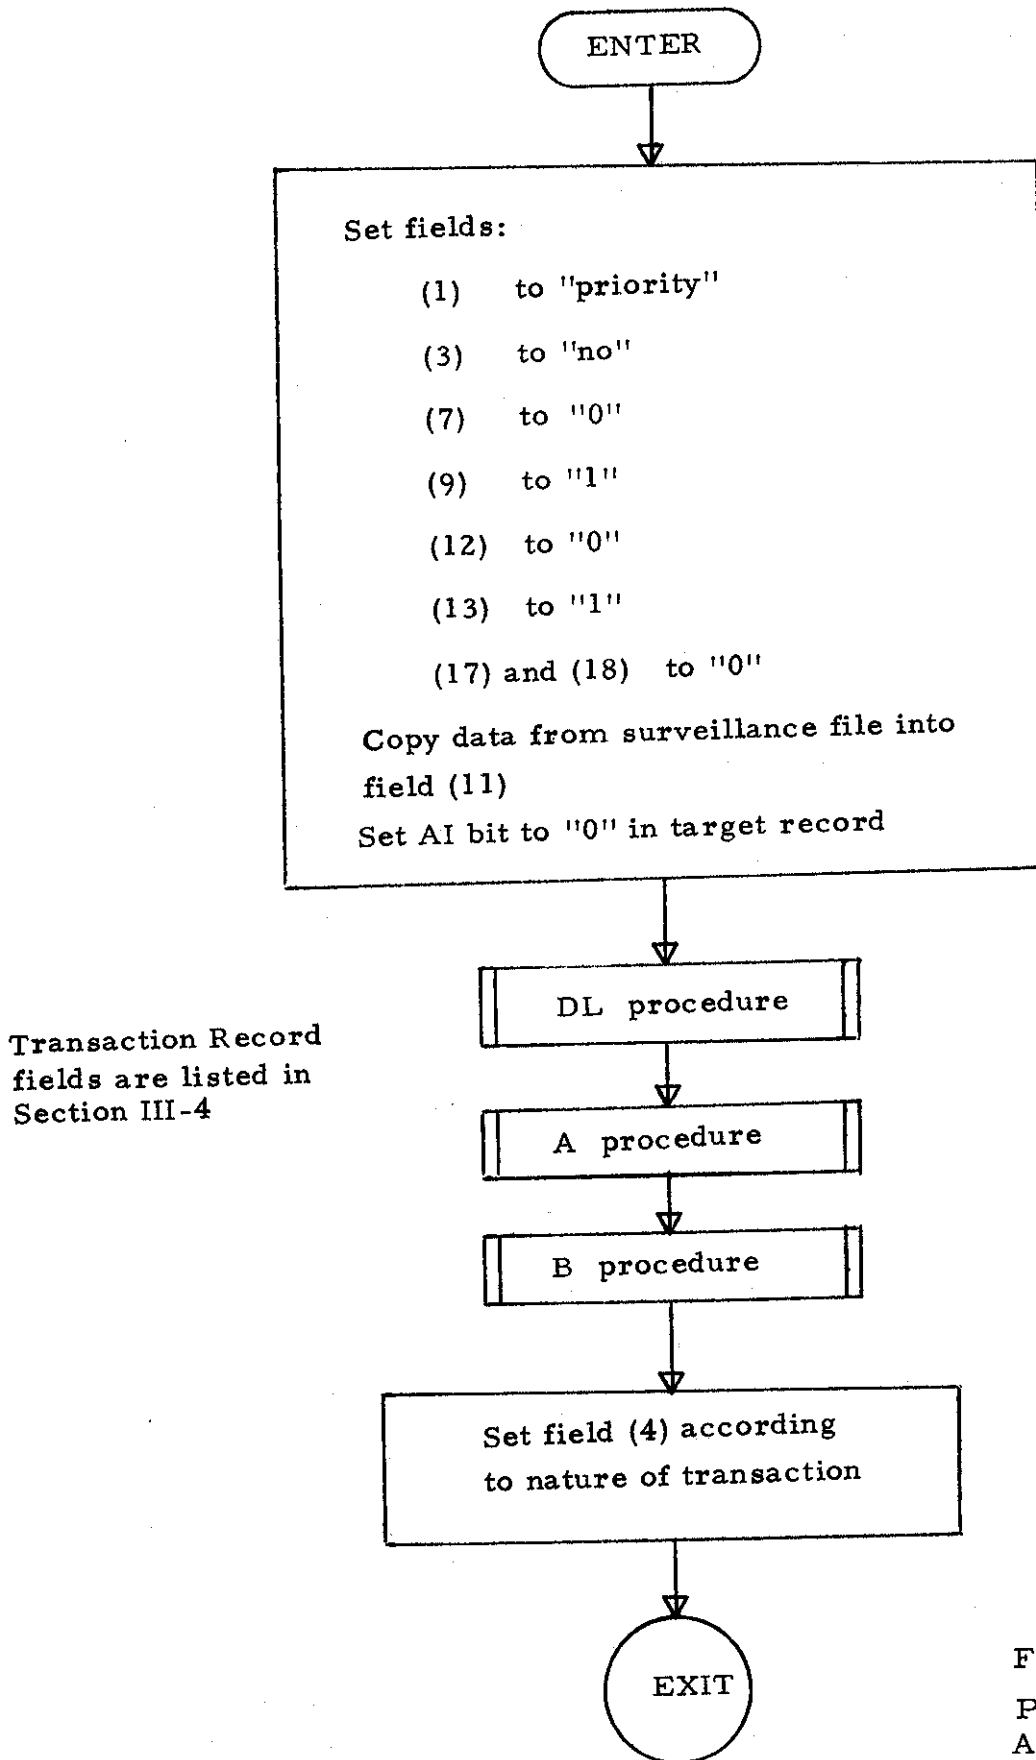 ENTER
Set fields:
(1) to "priority"
(3) to "no"
(7) to "0"
(9) to "1"
(12) to "0"
(13) to "1"
(17) and (18) to "0"
Copy data from surveillance file into
field (11)
Set AI bit to "0" in target record
DL procedure
Transaction Record
fields are listed in
Section III-4
A procedure
B procedure
Set field (4) according
to nature of transaction
EXIT
F
P
A